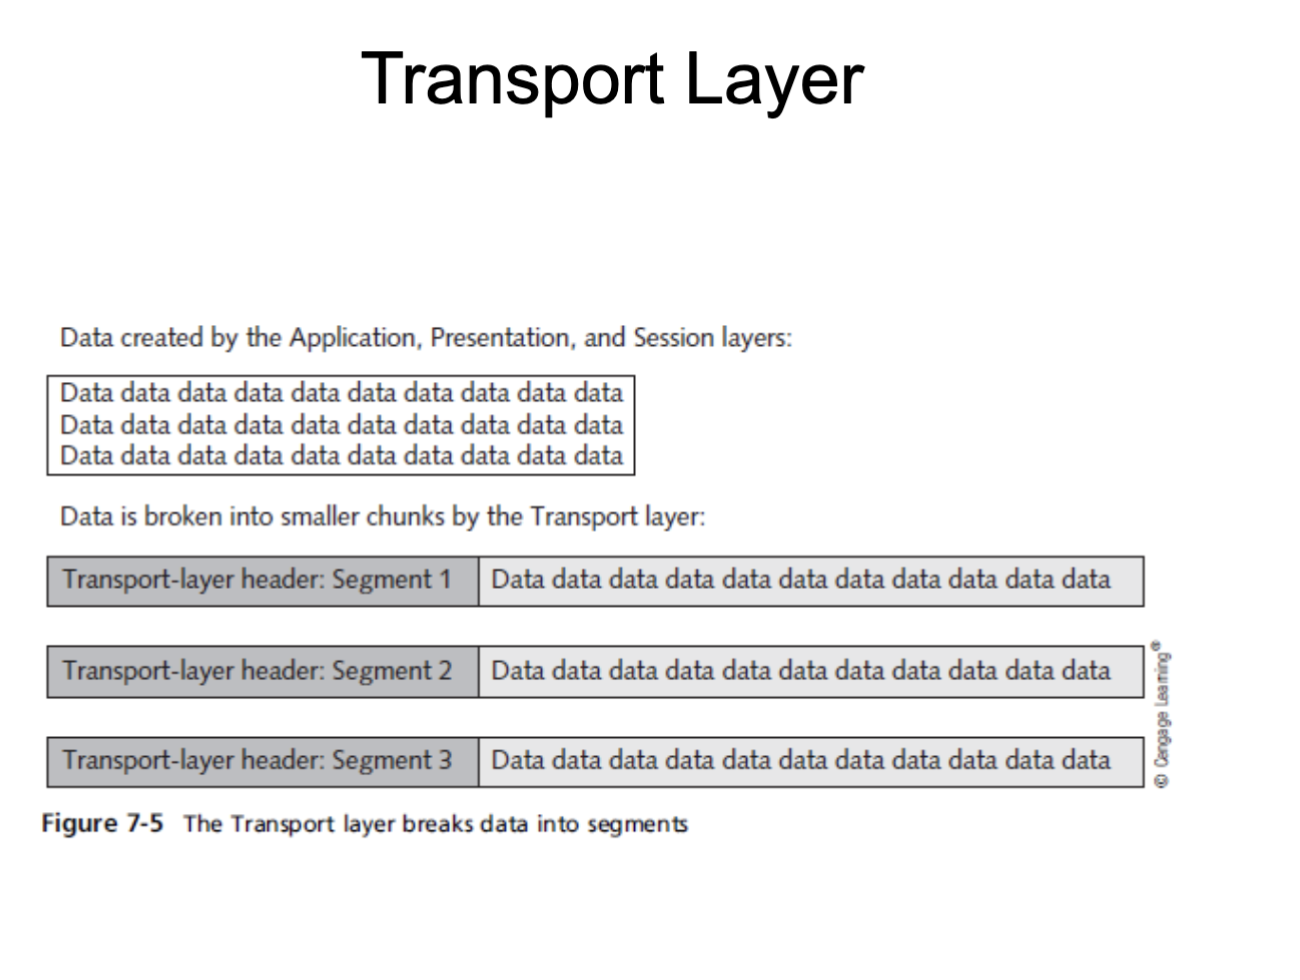 Transport Layer
Data created by the Application, Presentation, and Session layers:
Data data data data data data data data data data
Data data data data data data data data data data
Data data data data data data data data data data
Data is broken into smaller chunks by the Transport layer:
Transport-layer header: Segment 1 Data data data data data data data data data data data
Transport-layer header: Segment 2 Data data data data data data data data data data data
Transport-layer header: Segment 3 Data data data data data data data data data data data
© Cengage Learning®
Figure 7-5 The Transport layer breaks data into segments